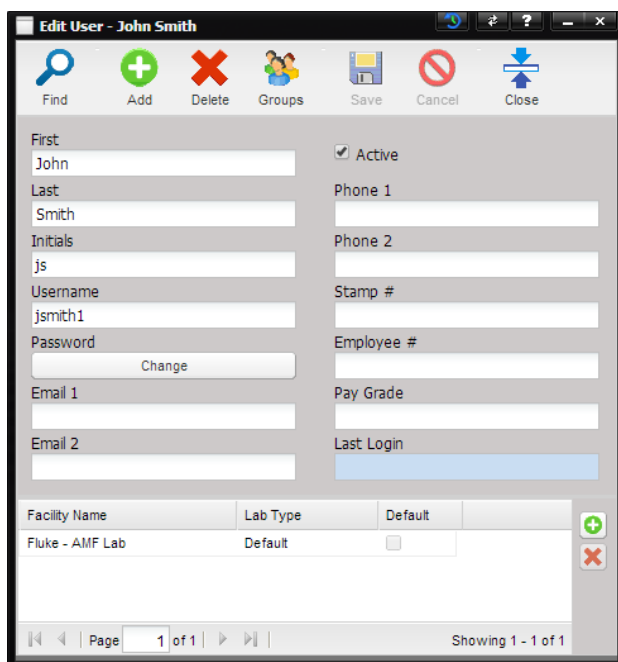 Edit User - John Smith
?
Find Add Delete Groups Save Cancel Close
First
John
Active
Last
Smith
Phone 1
Initials
js
Phone 2
Username
jsmith1
Stamp #
Password
Change
Employee #
Email 1
Pay Grade
Email 2
Last Login
Facility Name Lab Type Default
Fluke - AMF Lab Default
Page 1 of 1 Showing 1 - 1 of 1